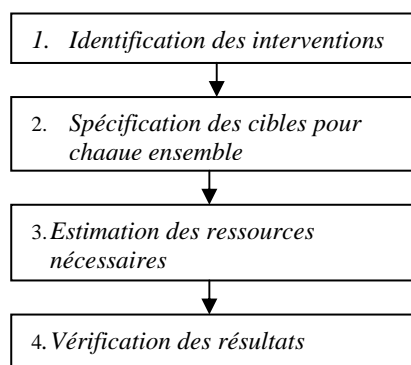 1. Identification des interventions
2. Spécification des cibles pour
chaaue ensemble
3.Estimation des ressources
nécessaires
4.Vérification des résultats